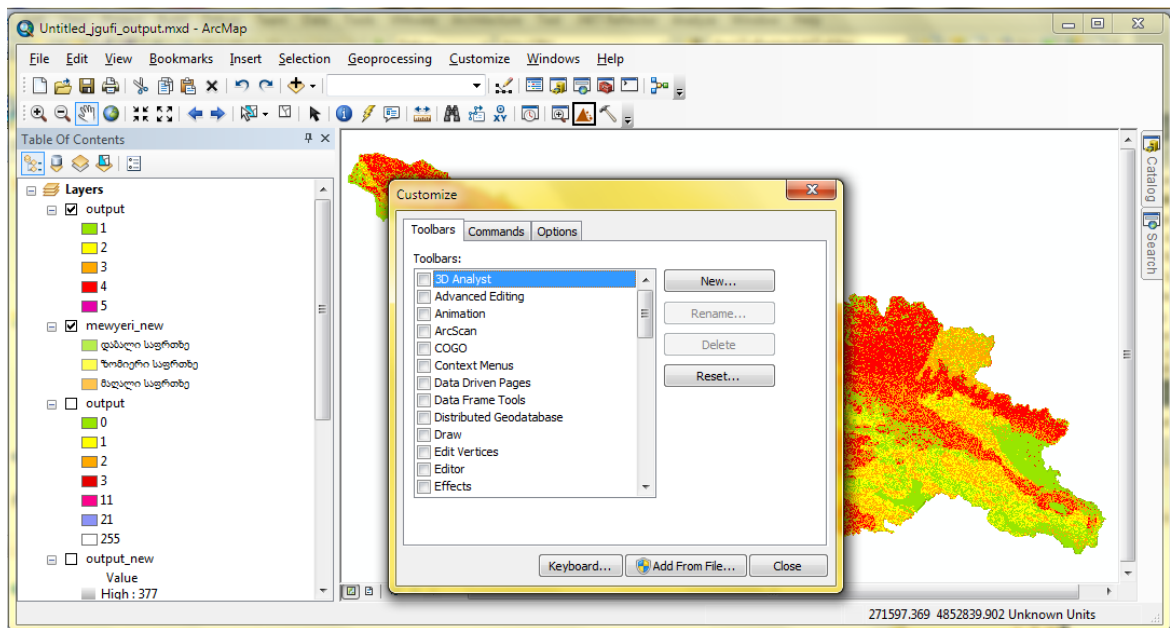 Untitled_jgufi_output.mxd - ArcMap
File Edit View Bookmarks Insert Selection Geoprocessing Customize Windows Help
Table Of Contents
Layers
output
1
2
3
4
5
mewyeri_new
დაბალი საფრთხე
ზომიერი საფრთხე
მაღალი საფრთხე
output
0
1
2
3
11
21
255
output_new
Value
High : 377
Customize
Toolbars Commands Options
Toolbars:
3D Analyst
Advanced Editing
Animation
ArcScan
COGO
Context Menus
Data Driven Pages
Data Frame Tools
Distributed Geodatabase
Draw
Edit Vertices
Editor
Effects
New...
Rename...
Delete
Reset...
Keyboard... Add From File... Close
Catalog
Search
271597.369 4852839.902 Unknown Units